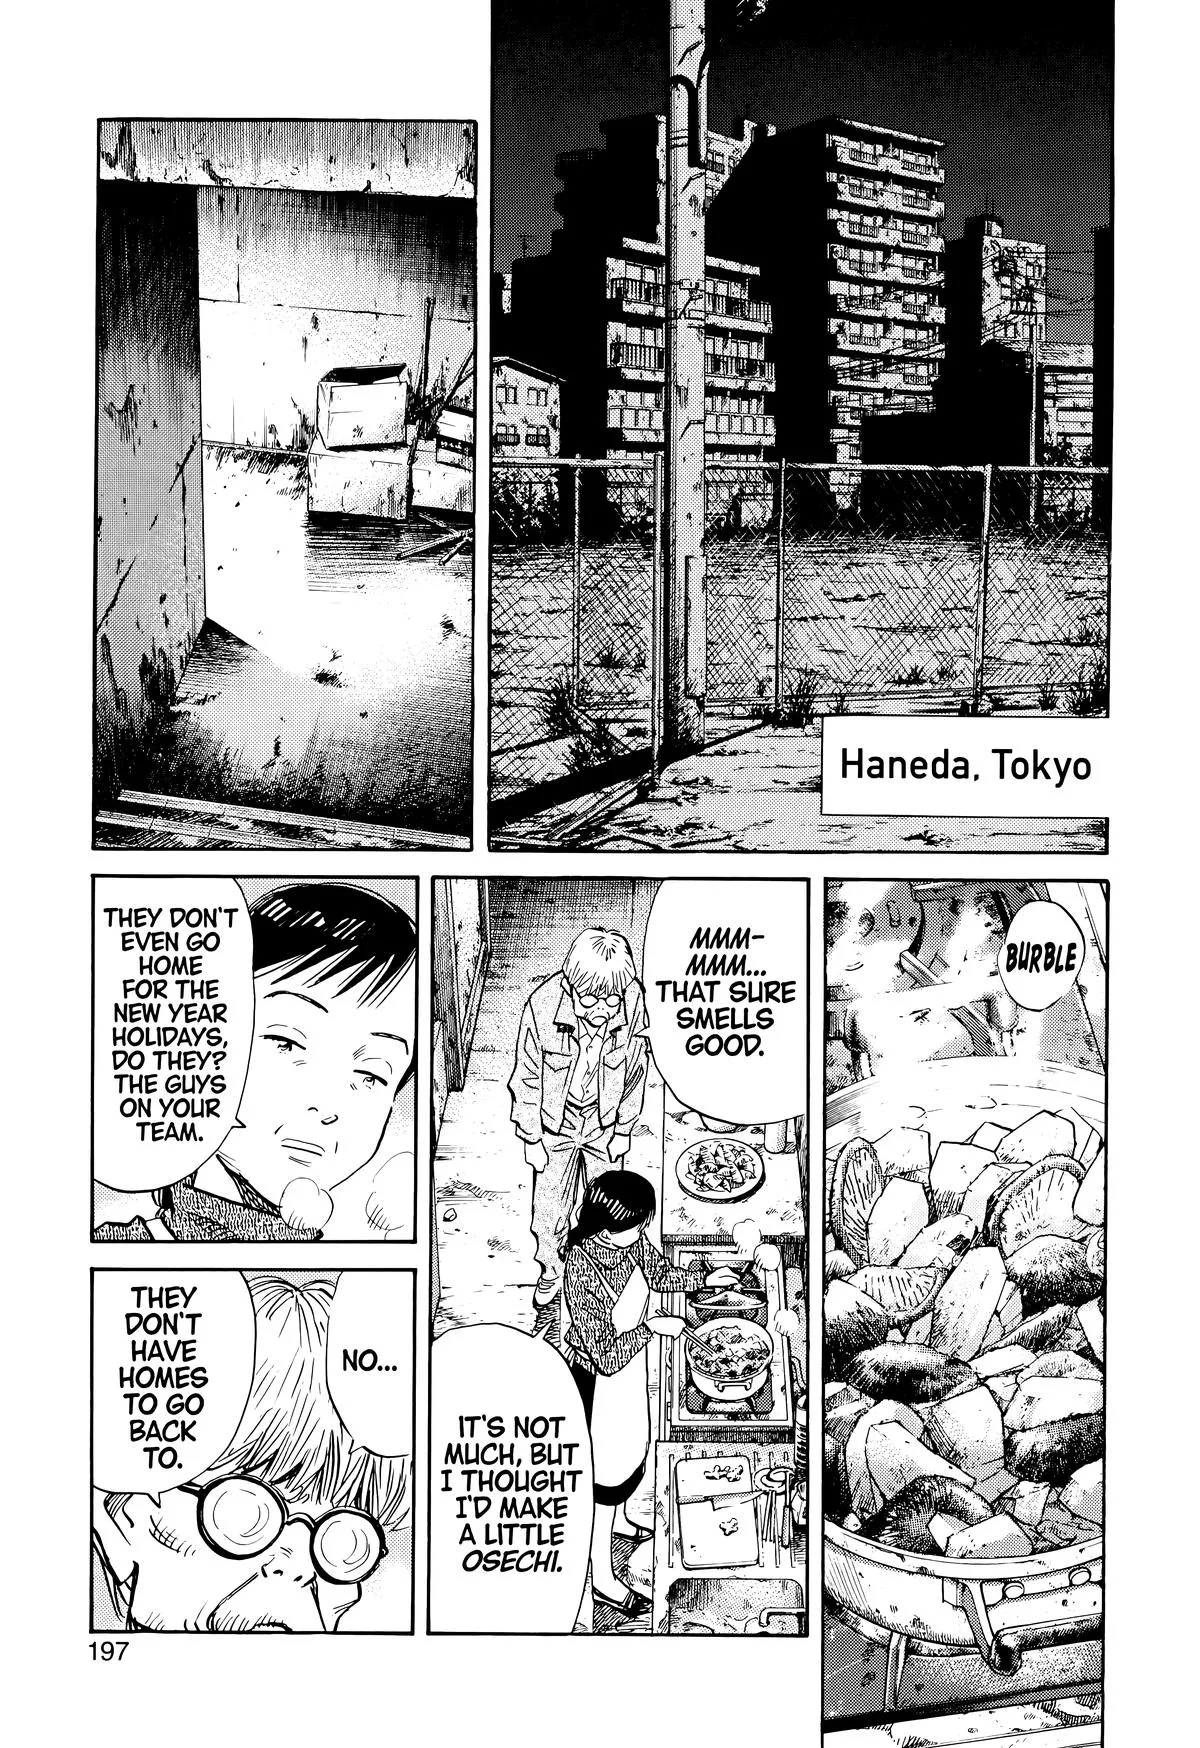 Haneda, Tokyo
BURBLE
MMM-
MMM...
THAT SURE
SMELLS
GOOD.
IT'S NOT
MUCH, BUT
I THOUGHT
I'D MAKE
A LITTLE
OSECHI.
THEY DON'T
EVEN GO
HOME
FOR THE
NEW YEAR
HOLIDAYS,
DO THEY?
THE GUYS
ON YOUR
TEAM.
NO...
THEY
DON'T
HAVE
HOMES
TO GO
BACK
TO.
197